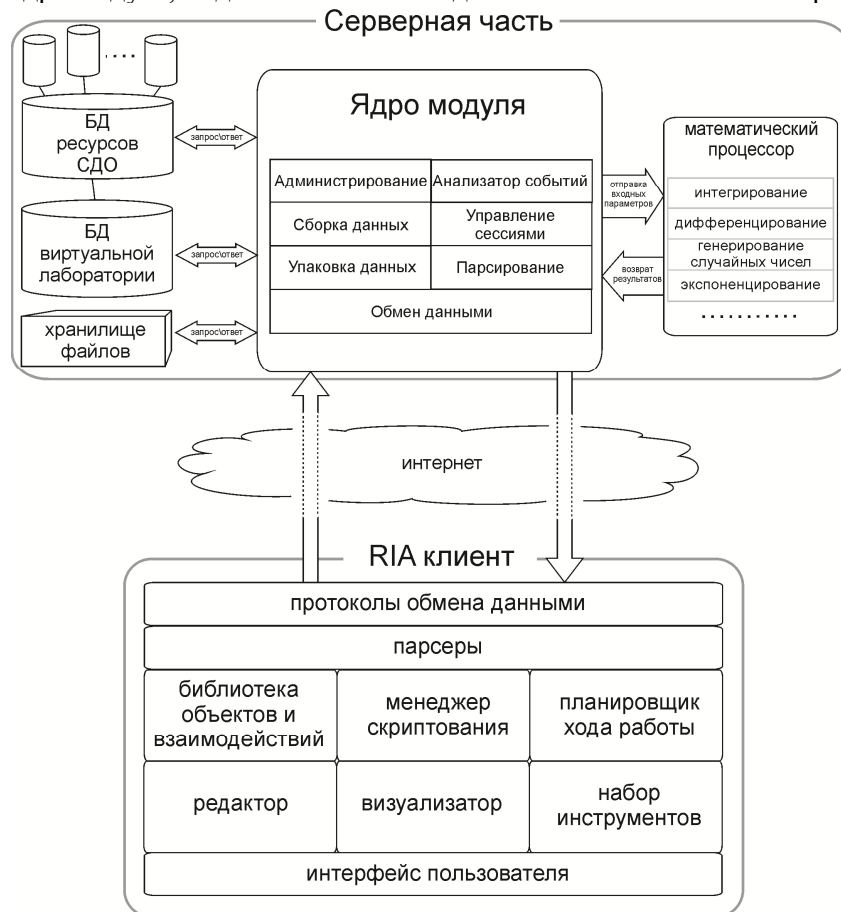 Серверная часть
БД
ресурсов
СДО
БД
виртуальной
лаборатории
хранилище
файлов
запрос\ответ
запрос\ответ
запрос\ответ
Ядро модуля
Администрирование
Анализатор событий
Сборка данных
Управление
сессиями
Упаковка данных
Парсирование
Обмен данными
отправка
входных
параметров
возврат
результатов
математический
процессор
интегрирование
дифференцирование
генерирование
случайных чисел
экспоненцирование
интернет
RIA клиент
протоколы обмена данными
парсеры
библиотека
объектов и
взаимодействий
менеджер
скриптования
планировщик
хода работы
редактор
визуализатор
набор
инструментов
интерфейс пользователя